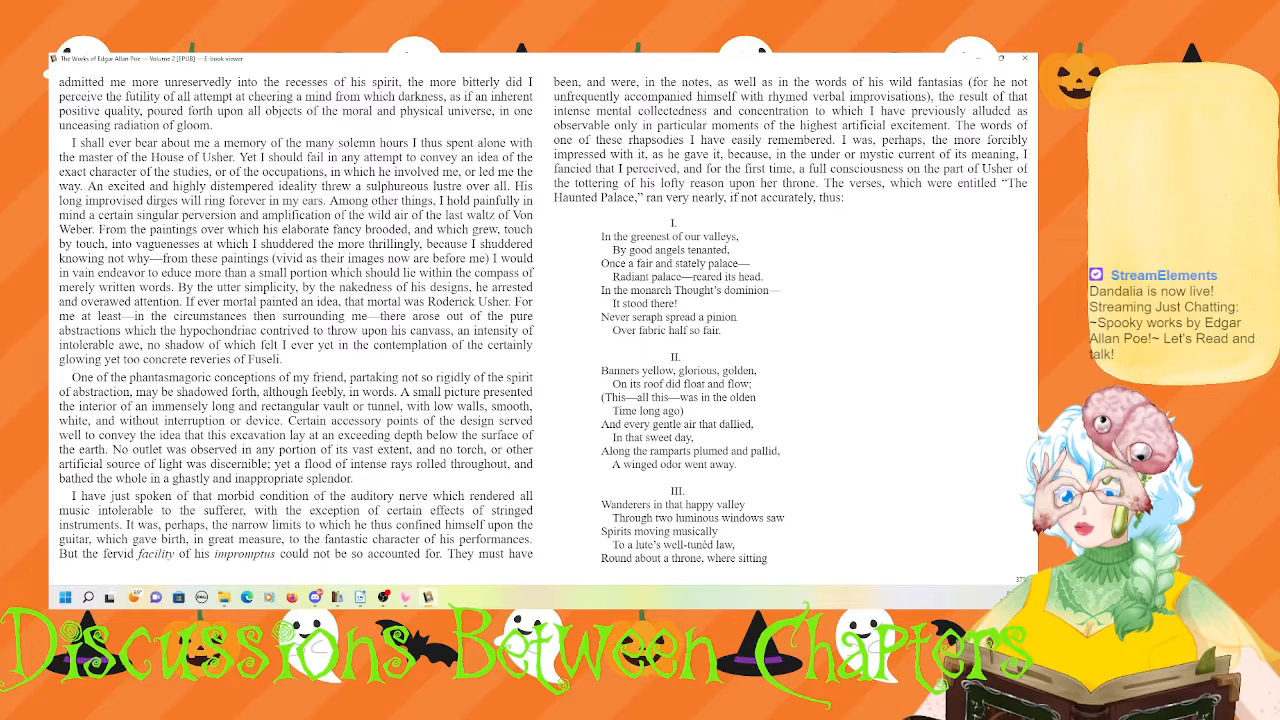 The Works of Edgar Allan Poe — Volume 2 [EPUB] — E-book viewer
admitted me more unreservedly into the recesses of his spirit, the more bitterly did I
perceive the futility of all attempt at cheering a mind from which darkness, as if an inherent
positive quality, poured forth upon all objects of the moral and physical universe, in one
unceasing radiation of gloom.
I shall ever bear about me a memory of the many solemn hours I thus spent alone with
the master of the House of Usher. Yet I should fail in any attempt to convey an idea of the
exact character of the studies, or of the occupations, in which he involved me, or led me the
way. An excited and highly distempered ideality threw a sulphureous lustre over all. His
long improvised dirges will ring forever in my ears. Among other things, I hold painfully in
mind a certain singular perversion and amplification of the wild air of the last waltz of Von
Weber. From the paintings over which his elaborate fancy brooded, and which grew, touch
by touch, into vaguenesses at which I shuddered the more thrillingly, because I shuddered
knowing not why—from these paintings (vivid as their images now are before me) I would
in vain endeavor to educe more than a small portion which should lie within the compass of
merely written words. By the utter simplicity, by the nakedness of his designs, he arrested
and overawed attention. If ever mortal painted an idea, that mortal was Roderick Usher. For
me at least—in the circumstances then surrounding me—there arose out of the pure
abstractions which the hypochondriac contrived to throw upon his canvass, an intensity of
intolerable awe, no shadow of which felt I ever yet in the contemplation of the certainly
glowing yet too concrete reveries of Fuseli.
One of the phantasmagoric conceptions of my friend, partaking not so rigidly of the spirit
of abstraction, may be shadowed forth, although feebly, in words. A small picture presented
the interior of an immensely long and rectangular vault or tunnel, with low walls, smooth,
white, and without interruption or device. Certain accessory points of the design served
well to convey the idea that this excavation lay at an exceeding depth below the surface of
the earth. No outlet was observed in any portion of its vast extent, and no torch, or other
artificial source of light was discernible; yet a flood of intense rays rolled throughout, and
bathed the whole in a ghastly and inappropriate splendor.
I have just spoken of that morbid condition of the auditory nerve which rendered all
music intolerable to the sufferer, with the exception of certain effects of stringed
instruments. It was, perhaps, the narrow limits to which he thus confined himself upon the
guitar, which gave birth, in great measure, to the fantastic character of his performances.
But the fervid facility of his impromptus could not be so accounted for. They must have
been, and were, in the notes, as well as in the words of his wild fantasias (for he not
unfrequently accompanied himself with rhymed verbal improvisations), the result of that
intense mental collectedness and concentration to which I have previously alluded as
observable only in particular moments of the highest artificial excitement. The words of
one of these rhapsodies I have easily remembered. I was, perhaps, the more forcibly
impressed with it, as he gave it, because, in the under or mystic current of its meaning, I
fancied that I perceived, and for the first time, a full consciousness on the part of Usher of
the tottering of his lofty reason upon her throne. The verses, which were entitled “The
Haunted Palace,” ran very nearly, if not accurately, thus:
I.
In the greenest of our valleys,
By good angels tenanted,
Once a fair and stately palace—
Radiant palace—reared its head.
In the monarch Thought’s dominion—
It stood there!
Never seraph spread a pinion
Over fabric half so fair.
II.
Banners yellow, glorious, golden,
On its roof did float and flow;
(This—all this—was in the olden
Time long ago)
And every gentle air that dallied,
In that sweet day,
Along the ramparts plumed and pallid,
A winged odor went away.
III.
Wanderers in that happy valley
Through two luminous windows saw
Spirits moving musically
To a lute’s well-tunéd law,
Round about a throne, where sitting
StreamElements
Dandalia is now live!
Streaming Just Chatting:
~Spooky works by Edgar
Allan Poe!~ Let's Read and
talk!
Discussions Between Chapters